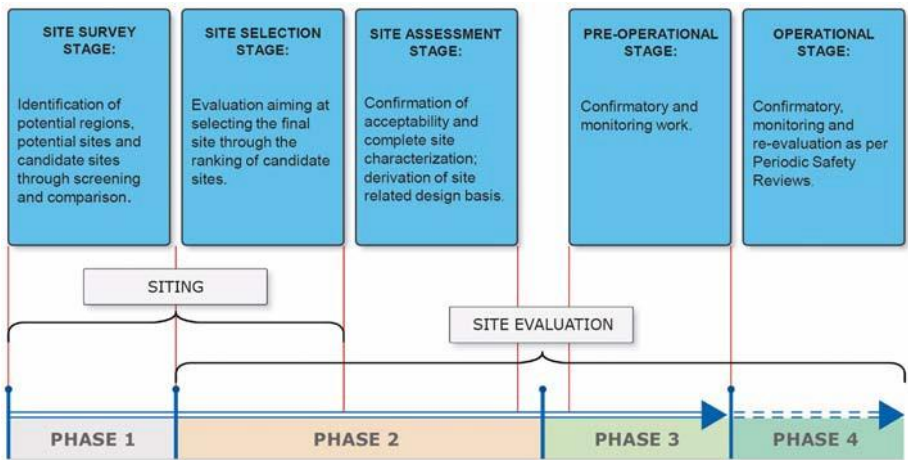 SITE SURVEY
STAGE:
Identification of
potential regions,
potential sites and
candidate sites
through screening
and comparison.
SITE SELECTION
STAGE:
Evaluation aiming at
selecting the final
site through the
ranking of candidate
sites.
SITE ASSESSMENT
STAGE:
Confirmation of
acceptability and
complete site
characterization;
derivation of site
related design basis.
PRE-OPERATIONAL
STAGE:
Confirmatory and
monitoring work.
OPERATIONAL
STAGE:
Confirmatory,
monitoring and
re-evaluation as per
Periodic Safety
Reviews.
SITING
SITE EVALUATION
PHASE 1
PHASE 2
PHASE 3
PHASE 4